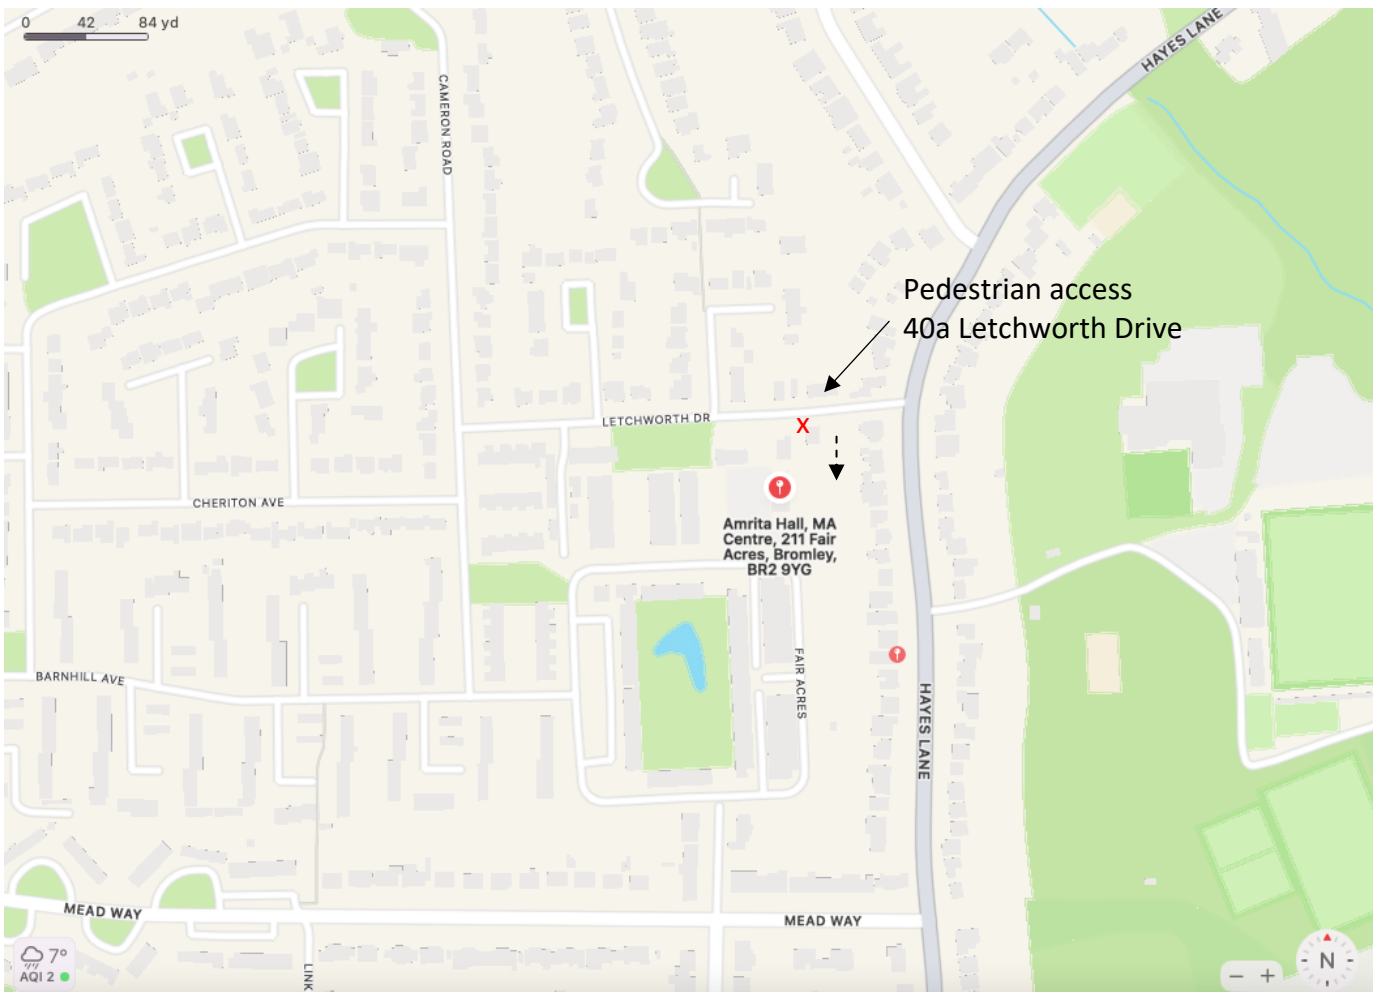 0 42 84 yd
HAYES LANE
CAMERON ROAD
Pedestrian access
40a Letchworth Drive
LETCHWORTH DR
x
CHERITON AVE
Amrita Hall, MA
Centre, 211 Fair
Acres, Bromley,
BR2 9YG
FAIR ACRES
BARNHILL AVE
HAYES LANE
MEAD WAY
MEAD WAY
LINK
7°
AQI 2
− +
N